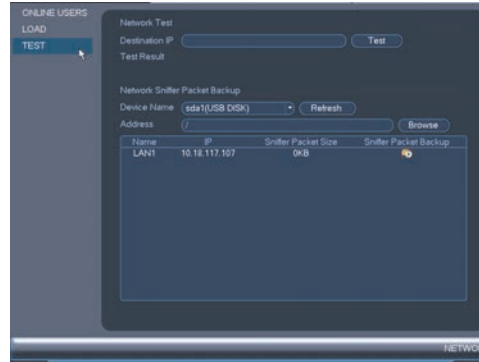 ONLINE USERS
LOAD
TEST
Network Test
Destination IP Test
Test Result
Network Sniffer Packet Backup
Device Name sda1(USB DISK) Refresh
Address / Browse
Name IP Sniffer Packet Size Sniffer Packet Backup
LAN1 10.18.117.107 0KB
NETWO